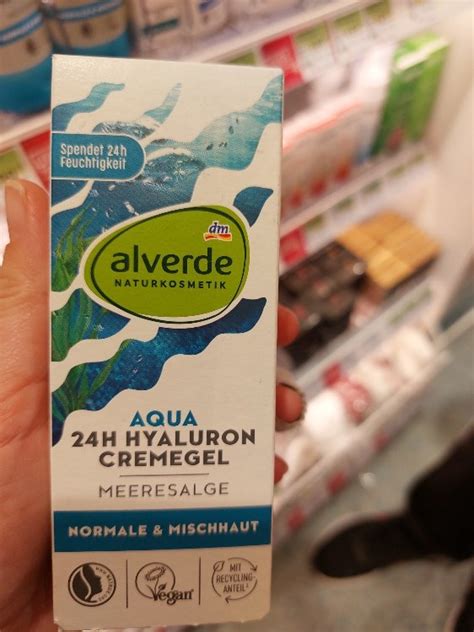 Spendet 24h
Feuchtigkeit
dm
alverde
NATURKOSMETIK
AQUA
24H HYALURON
CREMEGEL
MEERESALGE
NORMALE & MISCHHAUT
Vegan
MIT
RECYCLING-
ANTEIL